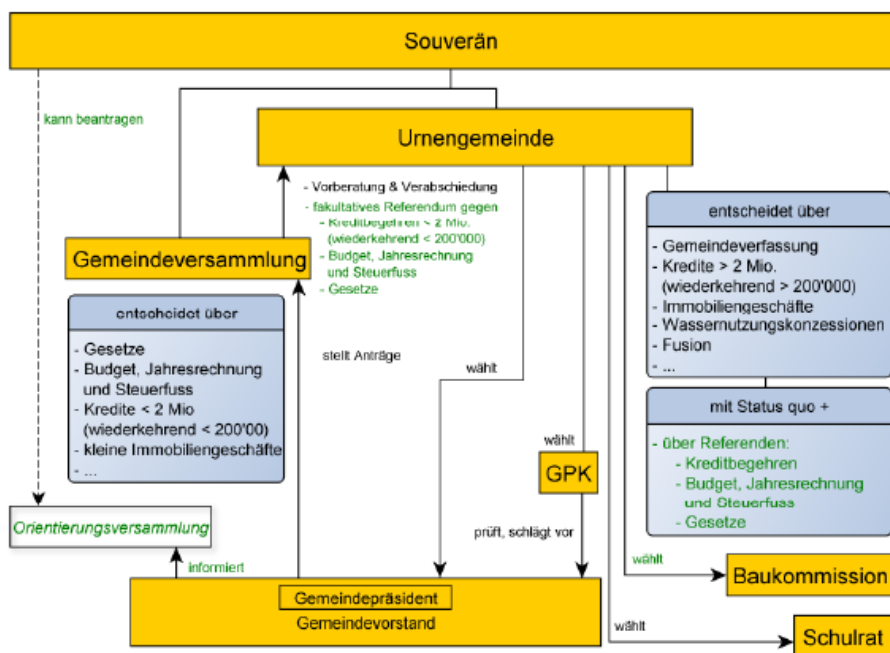 Souverän
kann beantragen
Urnengemeinde
- Vorberatung & Verabschiedung
- fakultatives Referendum gegen
- Kreditbegehren < 2 Mio.
(wiederkehrend < 200'000)
- Budget, Jahresrechnung
und Steuerfuss
- Gesetze
Gemeindeversammlung
entscheidet über
- Gesetze
- Budget, Jahresrechnung
und Steuerfuss
- Kredite < 2 Mio
(wiederkehrend < 200'00)
- kleine Immobiliengeschäfte
- ...
stellt Anträge
wählt
wählt
GPK
prüft, schlägt vor
entscheidet über
- Gemeindeverfassung
- Kredite > 2 Mio.
(wiederkehrend > 200'000)
- Immobiliengeschäfte
- Wassernutzungskonzessionen
- Fusion
- ...
mit Status quo +
- über Referenden:
- Kreditbegehren
- Budget, Jahresrechnung
und Steuerfuss
- Gesetze
Orientierungsversammlung
informiert
Gemeindepräsident
Gemeindevorstand
wählt
Baukommission
wählt
Schulrat